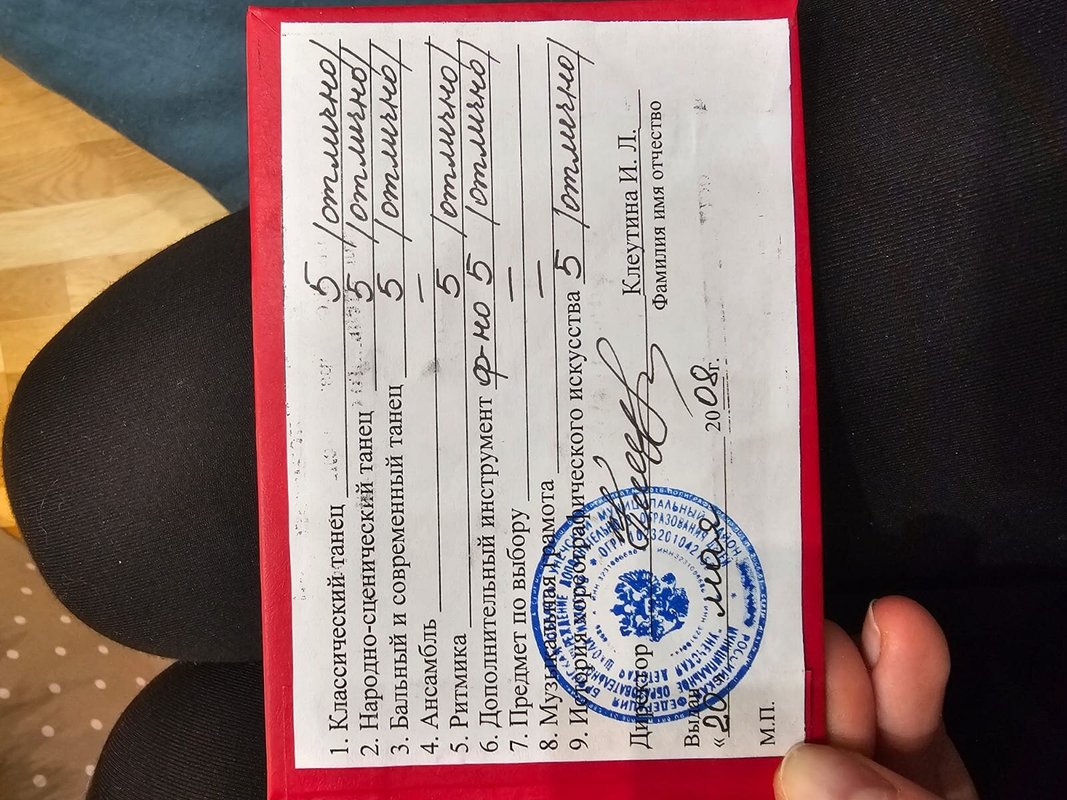 1. Классический танец 5 /отлично/
2. Народно-сценический танец 5 /отлично/
3. Бальный и современный танец 5 /отлично/
4. Ансамбль —
5. Ритмика 5 /отлично/
6. Дополнительный инструмент ф-но 5 /отлично/
7. Предмет по выбору —
8. Музыкальная грамота —
9. История хореографического искусства 5 /отлично/
Директор Клеутина И. Л.
Фамилия имя отчество
Выдан
«20 мая 2008г.
М.П.